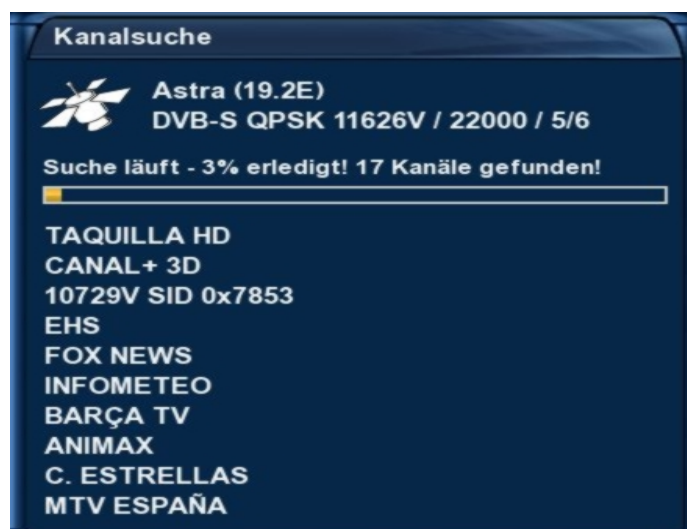 Kanalsuche
Astra (19.2E)
DVB-S QPSK 11626V / 22000 / 5/6
Suche läuft - 3% erledigt! 17 Kanäle gefunden!
TAQUILLA HD
CANAL+ 3D
10729V SID 0x7853
EHS
FOX NEWS
INFOMETEO
BARÇA TV
ANIMAX
C. ESTRELLAS
MTV ESPAÑA